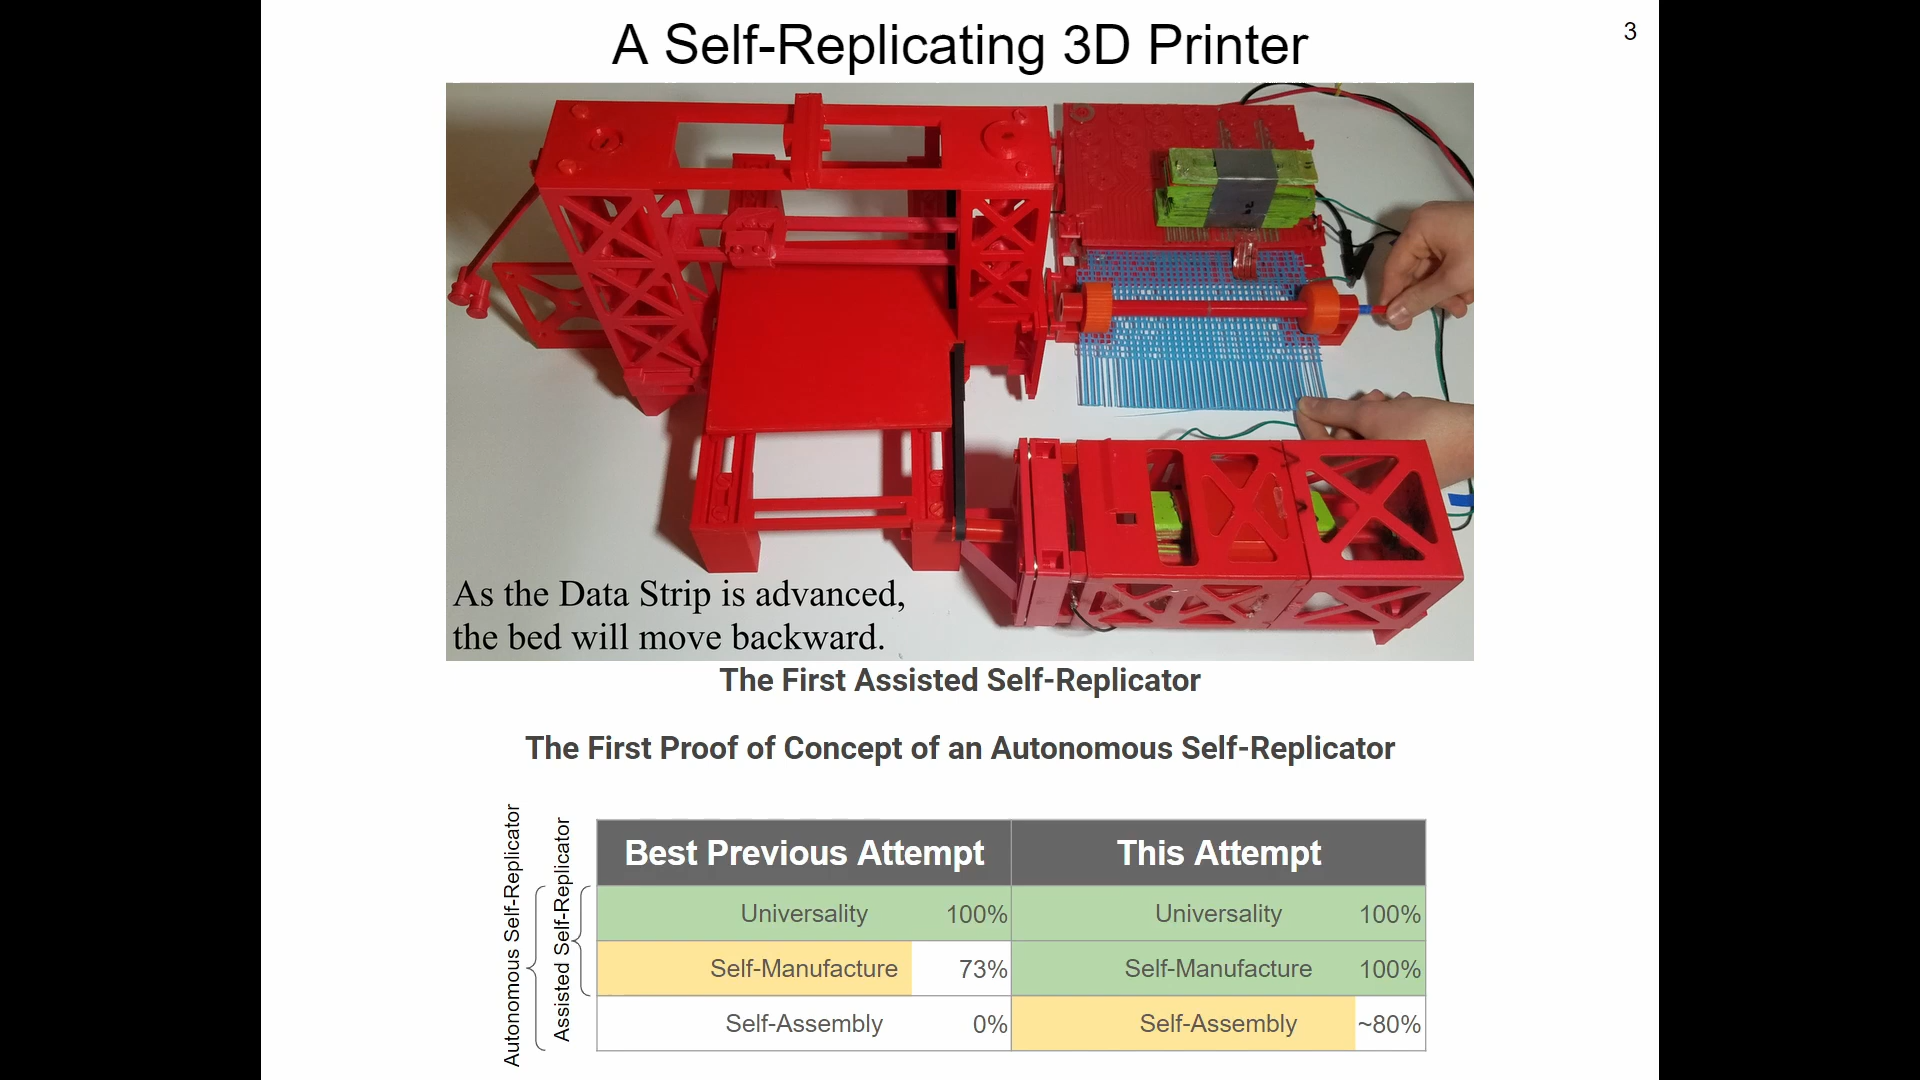 A Self-Replicating 3D Printer
3
As the Data Strip is advanced,
the bed will move backward.
The First Assisted Self-Replicator
The First Proof of Concept of an Autonomous Self-Replicator
Autonomous Self-Replicator
Assisted Self-Replicator
Best Previous Attempt This Attempt
Universality 100% Universality 100%
Self-Manufacture 73% Self-Manufacture 100%
Self-Assembly 0% Self-Assembly ~80%